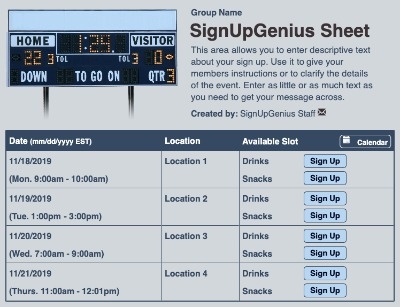 Group Name
SignUpGenius Sheet
This area allows you to enter descriptive text
about your sign up. Use it to give your
members instructions or to clarify the details
of the event. Enter as little or as much text as
you need to get your message across.
Created by: SignUpGenius Staff
HOME 1:24 VISITOR
22 3 TOL TOL 3 0
DOWN TO GO ON QTR 3
Date (mm/dd/yyyy EST) Location Available Slot Calendar
11/18/2019 Location 1 Drinks Sign Up
(Mon. 9:00am - 10:00am) Snacks Sign Up
11/19/2019 Location 2 Drinks Sign Up
(Tue. 1:00pm - 3:00pm) Snacks Sign Up
11/20/2019 Location 3 Drinks Sign Up
(Wed. 7:00am - 9:00am) Snacks Sign Up
11/21/2019 Location 4 Drinks Sign Up
(Thurs. 11:00am - 12:01pm) Snacks Sign Up